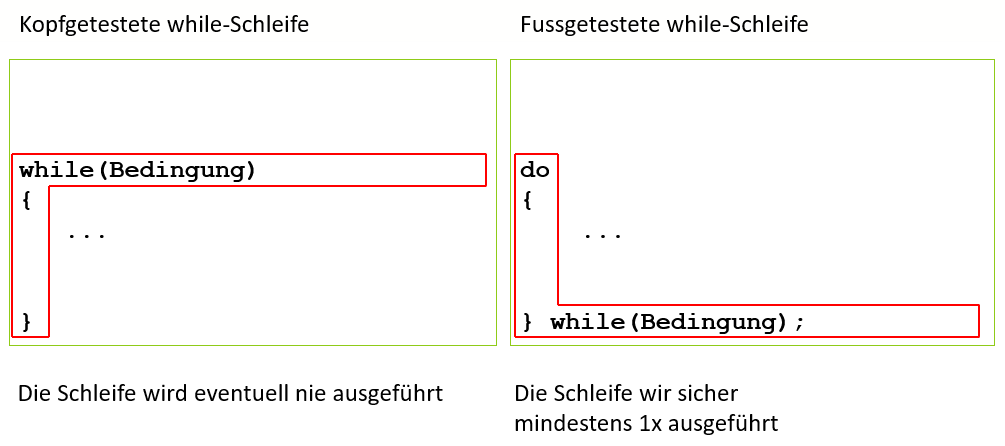 Kopfgetestete while-Schleife
while(Bedingung)
{
...
}
Die Schleife wird eventuell nie ausgeführt
Fussgetestete while-Schleife
do
{
...
} while(Bedingung);
Die Schleife wir sicher
mindestens 1x ausgeführt